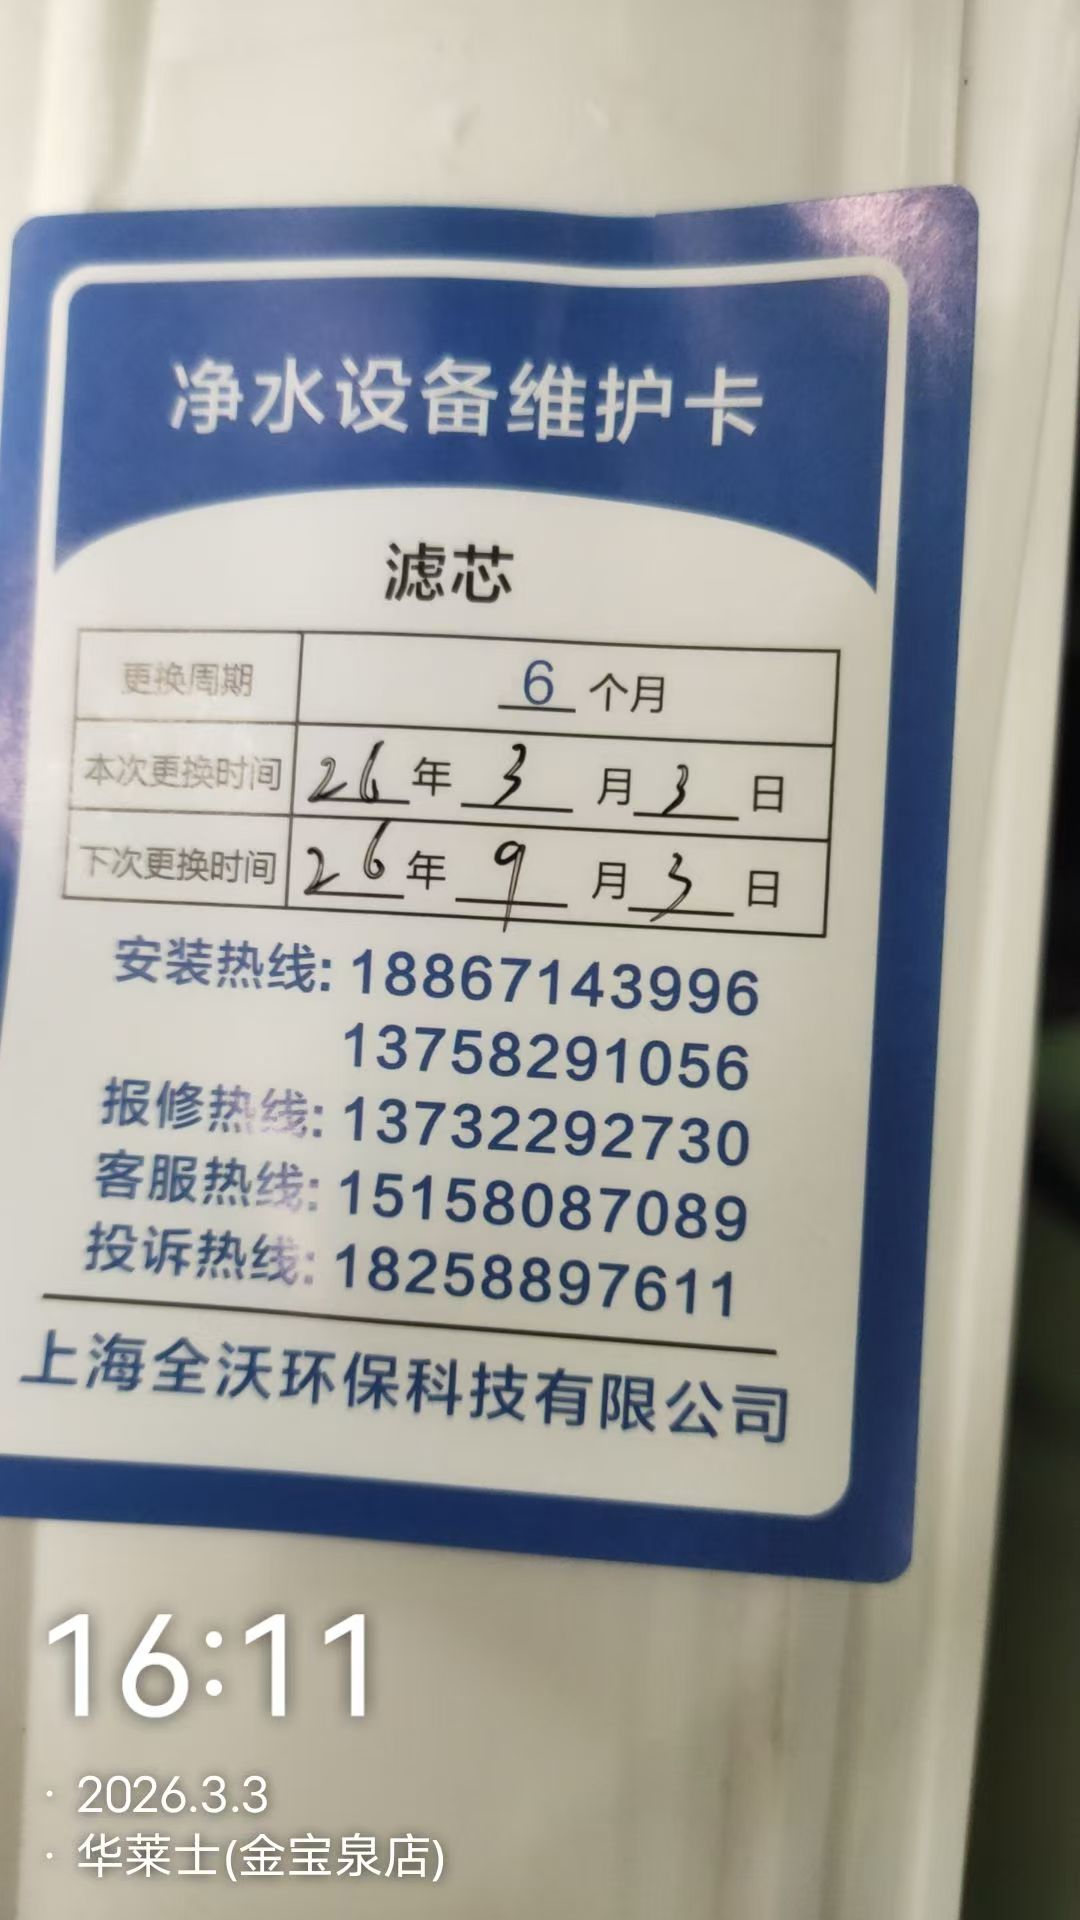 净水设备维护卡
滤芯
更换周期 6 个月
本次更换时间 26 年 3 月 3 日
下次更换时间 26 年 9 月 3 日
安装热线: 18867143996
13758291056
报修热线: 13732292730
客服热线: 15158087089
投诉热线: 18258897611
上海全沃环保科技有限公司
16:11
· 2026.3.3
· 华莱士(金宝泉店)